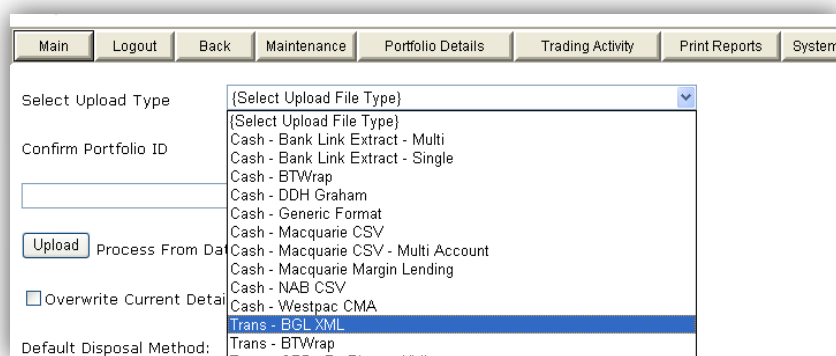 Main Logout Back Maintenance Portfolio Details Trading Activity Print Reports System
Select Upload Type {Select Upload File Type}
{Select Upload File Type}
Cash - Bank Link Extract - Multi
Confirm Portfolio ID
Cash - Bank Link Extract - Single
Cash - BTWrap
Cash - DDH Graham
Cash - Generic Format
Cash - Macquarie CSV
Upload Process From Dat
Cash - Macquarie CSV - Multi Account
Cash - Macquarie Margin Lending
Cash - NAB CSV
Overwrite Current Detai
Cash - Westpac CMA
Trans - BGL XML
Default Disposal Method:
Trans - BTWrap